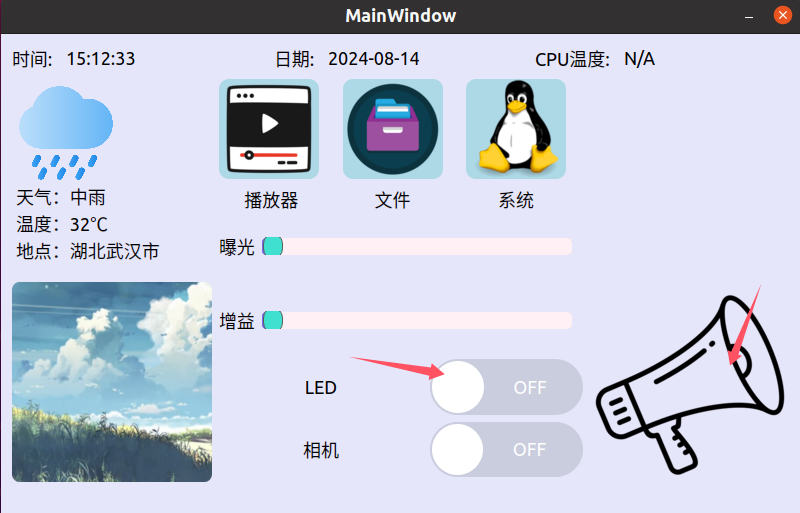 MainWindow
时间: 15:12:33 日期: 2024-08-14 CPU温度: N/A
播放器 文件 系统
天气: 中雨
温度: 32℃
地点: 湖北武汉市
曝光
增益
LED OFF
相机 OFF